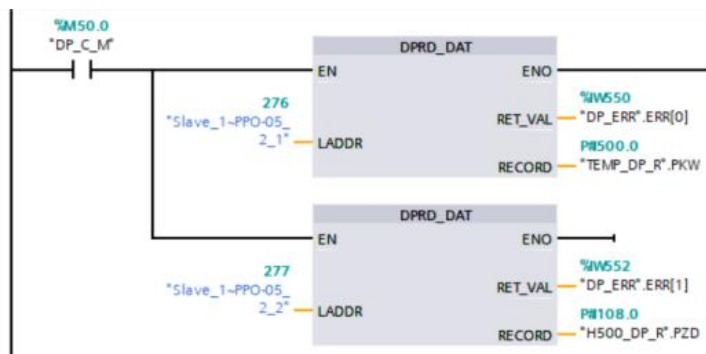 %M50.0
"DP_C_M"
DPRD_DAT
EN ENO
276
"Slave_1~PPO-05_
2_1"
LADDR
%IW550
RET_VAL "DP_ERR".ERR[0]
P#I500.0
RECORD "TEMP_DP_R".PKW
DPRD_DAT
EN ENO
277
"Slave_1~PPO-05_
2_2"
LADDR
%IW552
RET_VAL "DP_ERR".ERR[1]
P#I108.0
RECORD "H500_DP_R".PZD